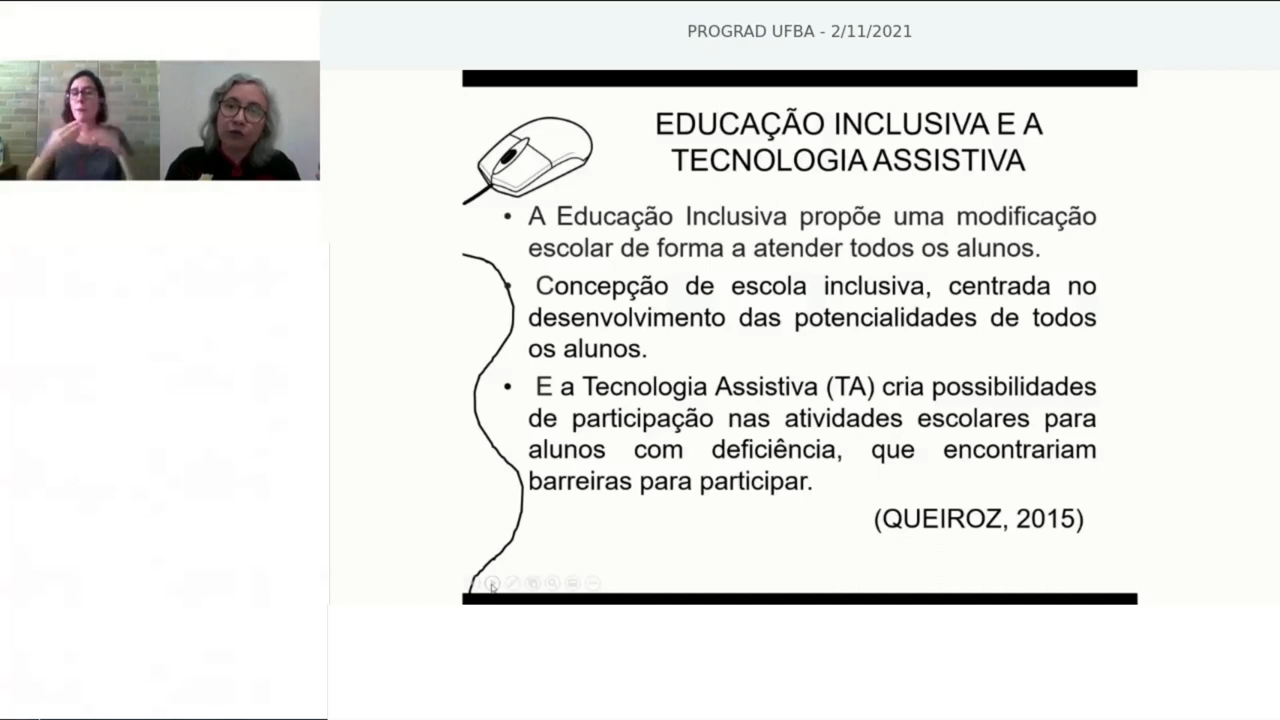 PROGRAD UFBA - 2/11/2021
EDUCAÇÃO INCLUSIVA E A
TECNOLOGIA ASSISTIVA
• A Educação Inclusiva propõe uma modificação
escolar de forma a atender todos os alunos.
• Concepção de escola inclusiva, centrada no
desenvolvimento das potencialidades de todos
os alunos.
• E a Tecnologia Assistiva (TA) cria possibilidades
de participação nas atividades escolares para
alunos com deficiência, que encontrariam
barreiras para participar.
(QUEIROZ, 2015)